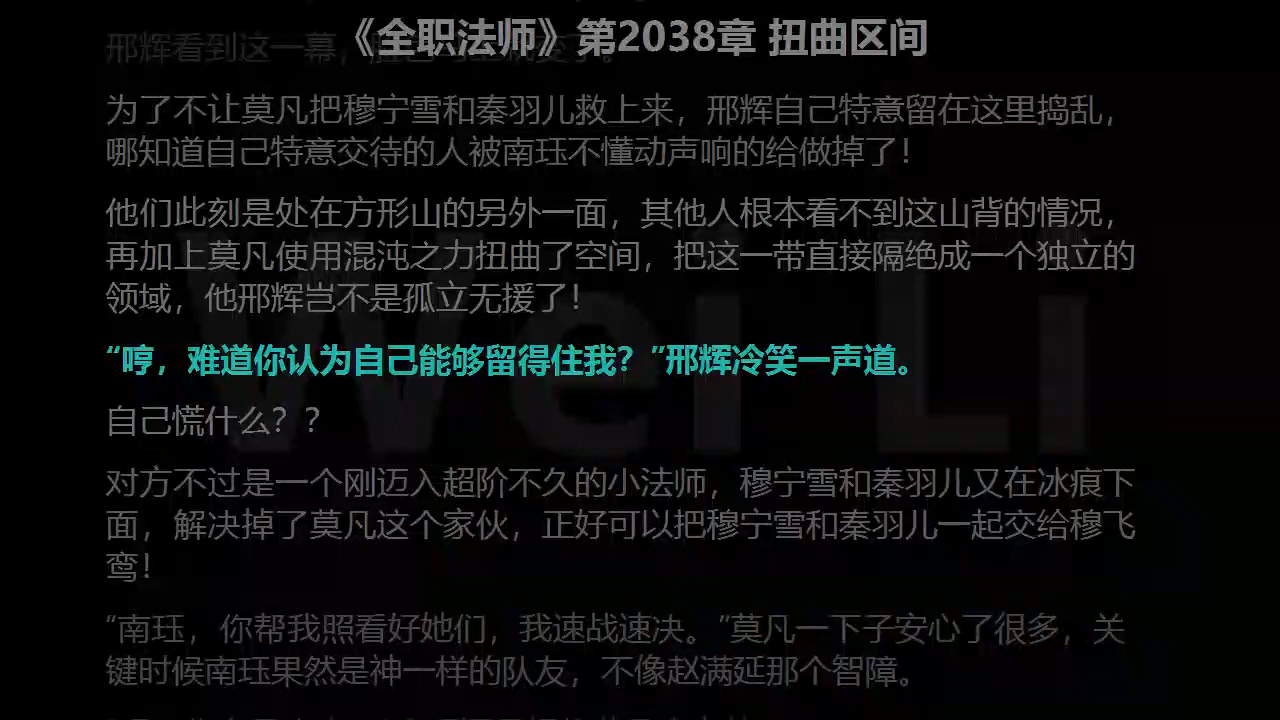 《全职法师》第2038章 扭曲区间
邢辉看到这一幕，
为了不让莫凡把穆宁雪和秦羽儿救上来，邢辉自己特意留在这里捣乱，
哪知道自己特意交待的人被南珏不懂动声响的给做掉了！
他们此刻是处在方形山的另外一面，其他人根本看不到这山背的情况，
再加上莫凡使用混沌之力扭曲了空间，把这一带直接隔绝成一个独立的
领域，他邢辉岂不是孤立无援了！
“哼，难道你认为自己能够留得住我？”邢辉冷笑一声道。
自己慌什么？？
对方不过是一个刚迈入超阶不久的小法师，穆宁雪和秦羽儿又在冰痕下
面，解决掉了莫凡这个家伙，正好可以把穆宁雪和秦羽儿一起交给穆飞
鸾！
“南珏，你帮我照看好她们，我速战速决。”莫凡一下子安心了很多，关
键时候南珏果然是神一样的队友，不像赵满延那个智障。
Wei Li